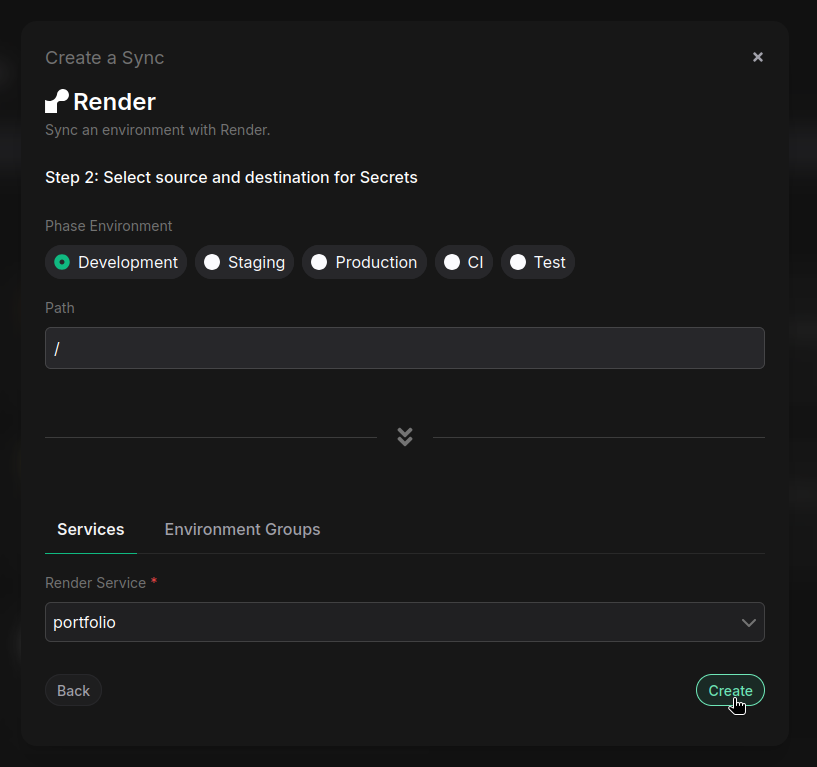 Create a Sync
Render
Sync an environment with Render.
Step 2: Select source and destination for Secrets
Phase Environment
Development Staging Production CI Test
Path
/
Services Environment Groups
Render Service *
portfolio
Back Create